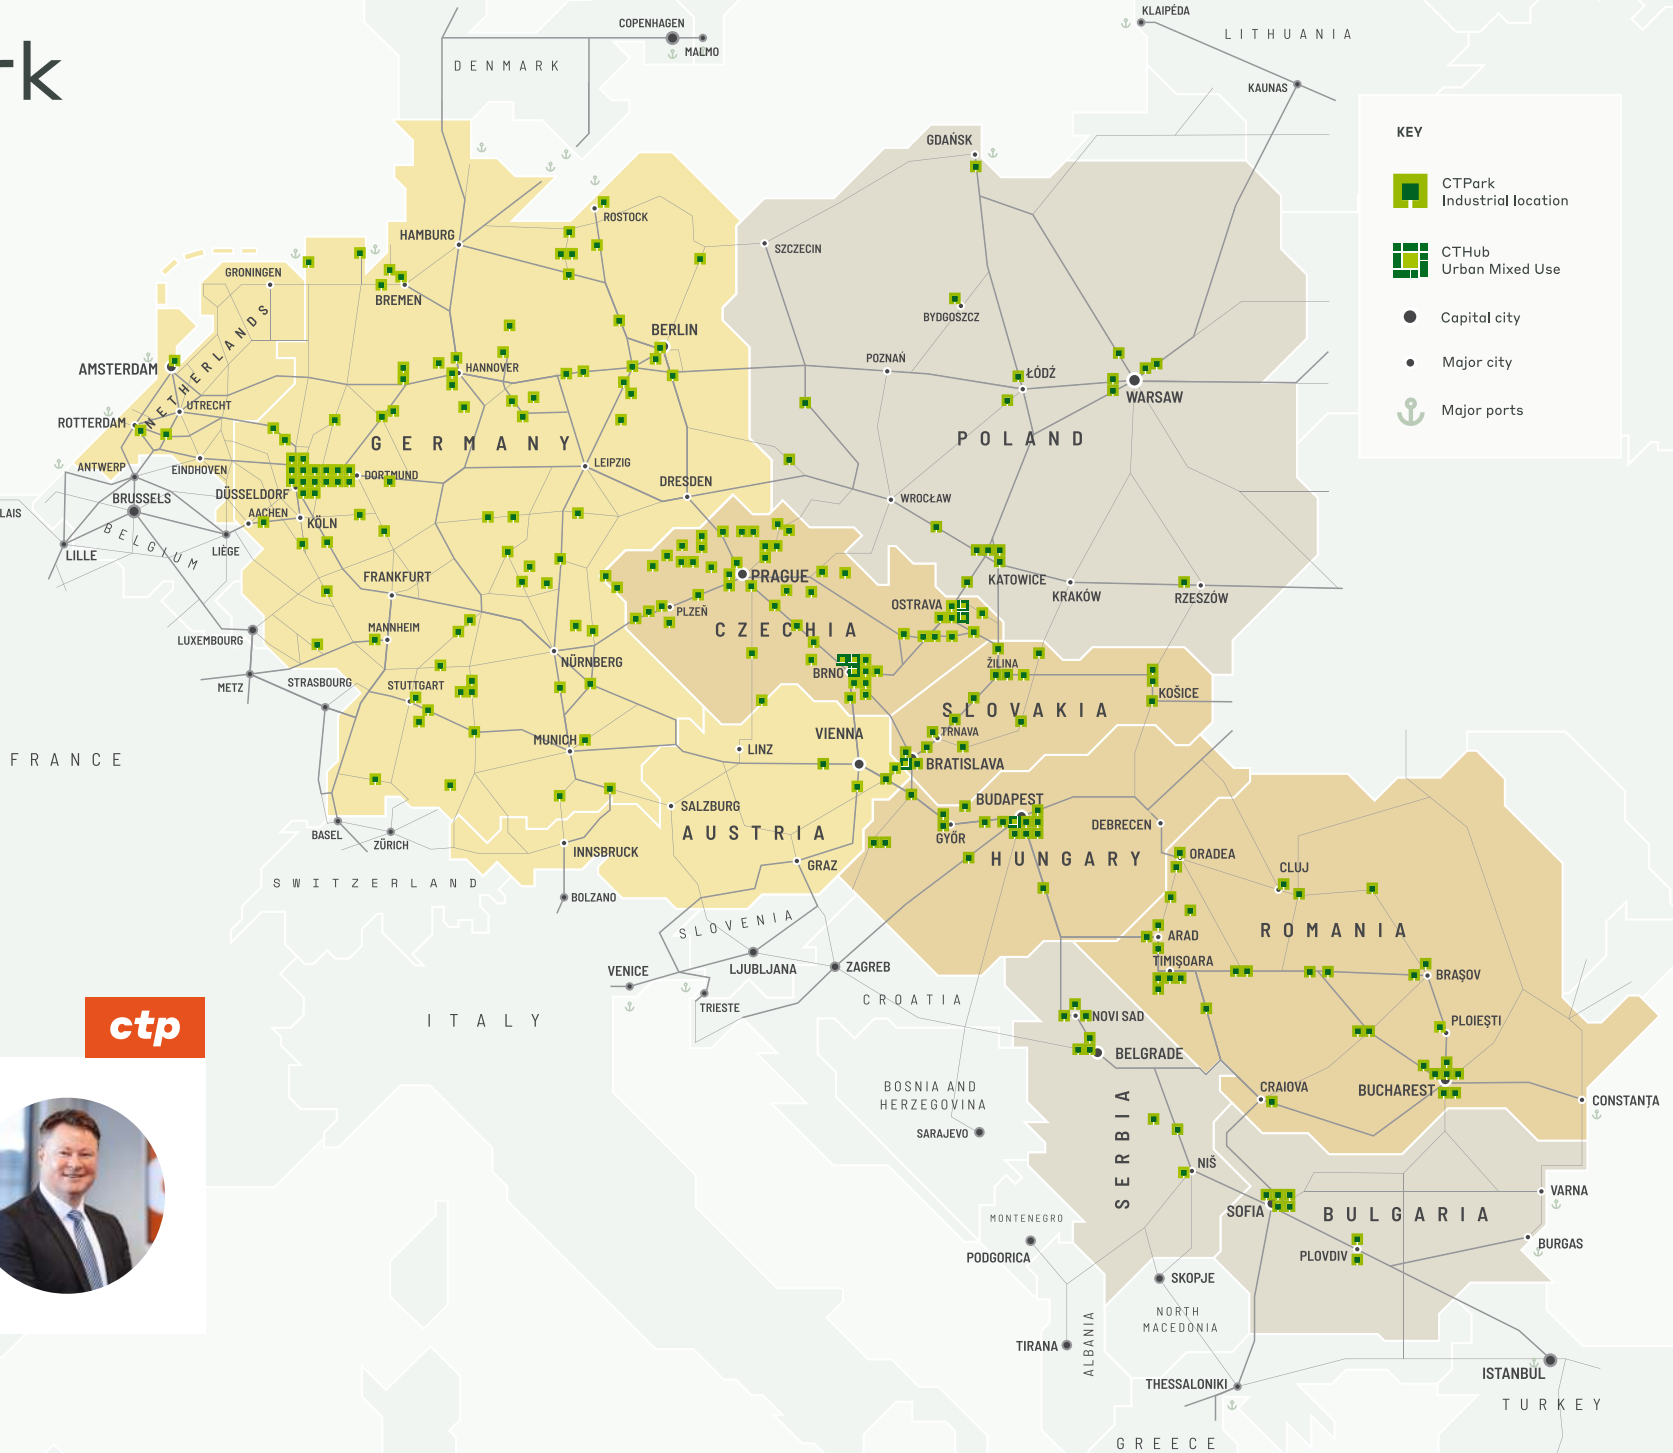 rk
KLAIPĖDA
LITHUANIA
COPENHAGEN
MALMO
DENMARK
KAUNAS
KEY
CTPark
Industrial location
CTHub
Urban Mixed Use
Capital city
Major city
Major ports
GDAŃSK
ROSTOCK
HAMBURG
SZCZECIN
GRONINGEN
BREMEN
BYDGOSZCZ
BERLIN
NETHERLANDS
AMSTERDAM
HANNOVER
POZNAŃ
ŁÓDŹ
WARSAW
UTRECHT
ROTTERDAM
GERMANY
POLAND
ANTWERP
EINDHOVEN
DORTMUND
LEIPZIG
DRESDEN
BRUSSELS
DÜSSELDORF
WROCŁAW
LAIS
AACHEN
KÖLN
BELGIUM
LIÈGE
LILLE
FRANKFURT
PRAGUE
KATOWICE
KRAKÓW
RZESZÓW
OSTRAVA
PLZEŇ
CZECHIA
LUXEMBOURG
MANNHEIM
NÜRNBERG
ŽILINA
BRNO
METZ
STRASBOURG
STUTTGART
KOŠICE
SLOVAKIA
TRNAVA
VIENNA
MUNICH
LINZ
FRANCE
BRATISLAVA
SALZBURG
BUDAPEST
BASEL
ZÜRICH
AUSTRIA
GYŐR
DEBRECEN
INNSBRUCK
GRAZ
HUNGARY
ORADEA
CLUJ
SWITZERLAND
BOLZANO
SLOVENIA
ROMANIA
ARAD
TIMIȘOARA
VENICE
LJUBLJANA
ZAGREB
BRAȘOV
TRIESTE
CROATIA
NOVI SAD
PLOIEȘTI
ctp
ITALY
BELGRADE
BOSNIA AND
HERZEGOVINA
CRAIOVA
BUCHAREST
CONSTANȚA
SARAJEVO
SERBIA
NIŠ
VARNA
SOFIA
BULGARIA
MONTENEGRO
PODGORICA
PLOVDIV
BURGAS
SKOPJE
NORTH
MACEDONIA
TIRANA
ALBANIA
THESSALONIKI
ISTANBUL
TURKEY
GREECE